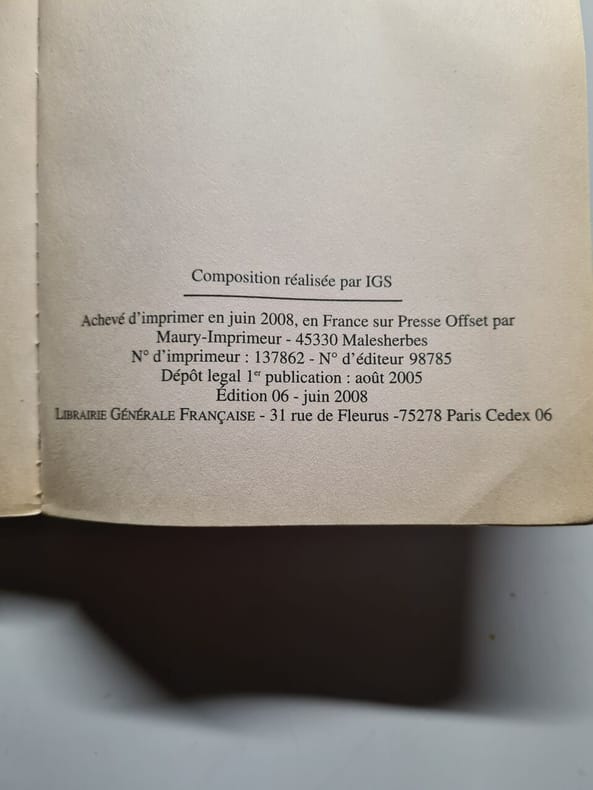 Composition réalisée par IGS
Achevé d'imprimer en juin 2008, en France sur Presse Offset par
Maury-Imprimeur - 45330 Malesherbes
N° d'imprimeur : 137862 - N° d'éditeur 98785
Dépôt legal 1er publication : août 2005
Édition 06 - juin 2008
LIBRAIRIE GÉNÉRALE FRANÇAISE - 31 rue de Fleurus -75278 Paris Cedex 06